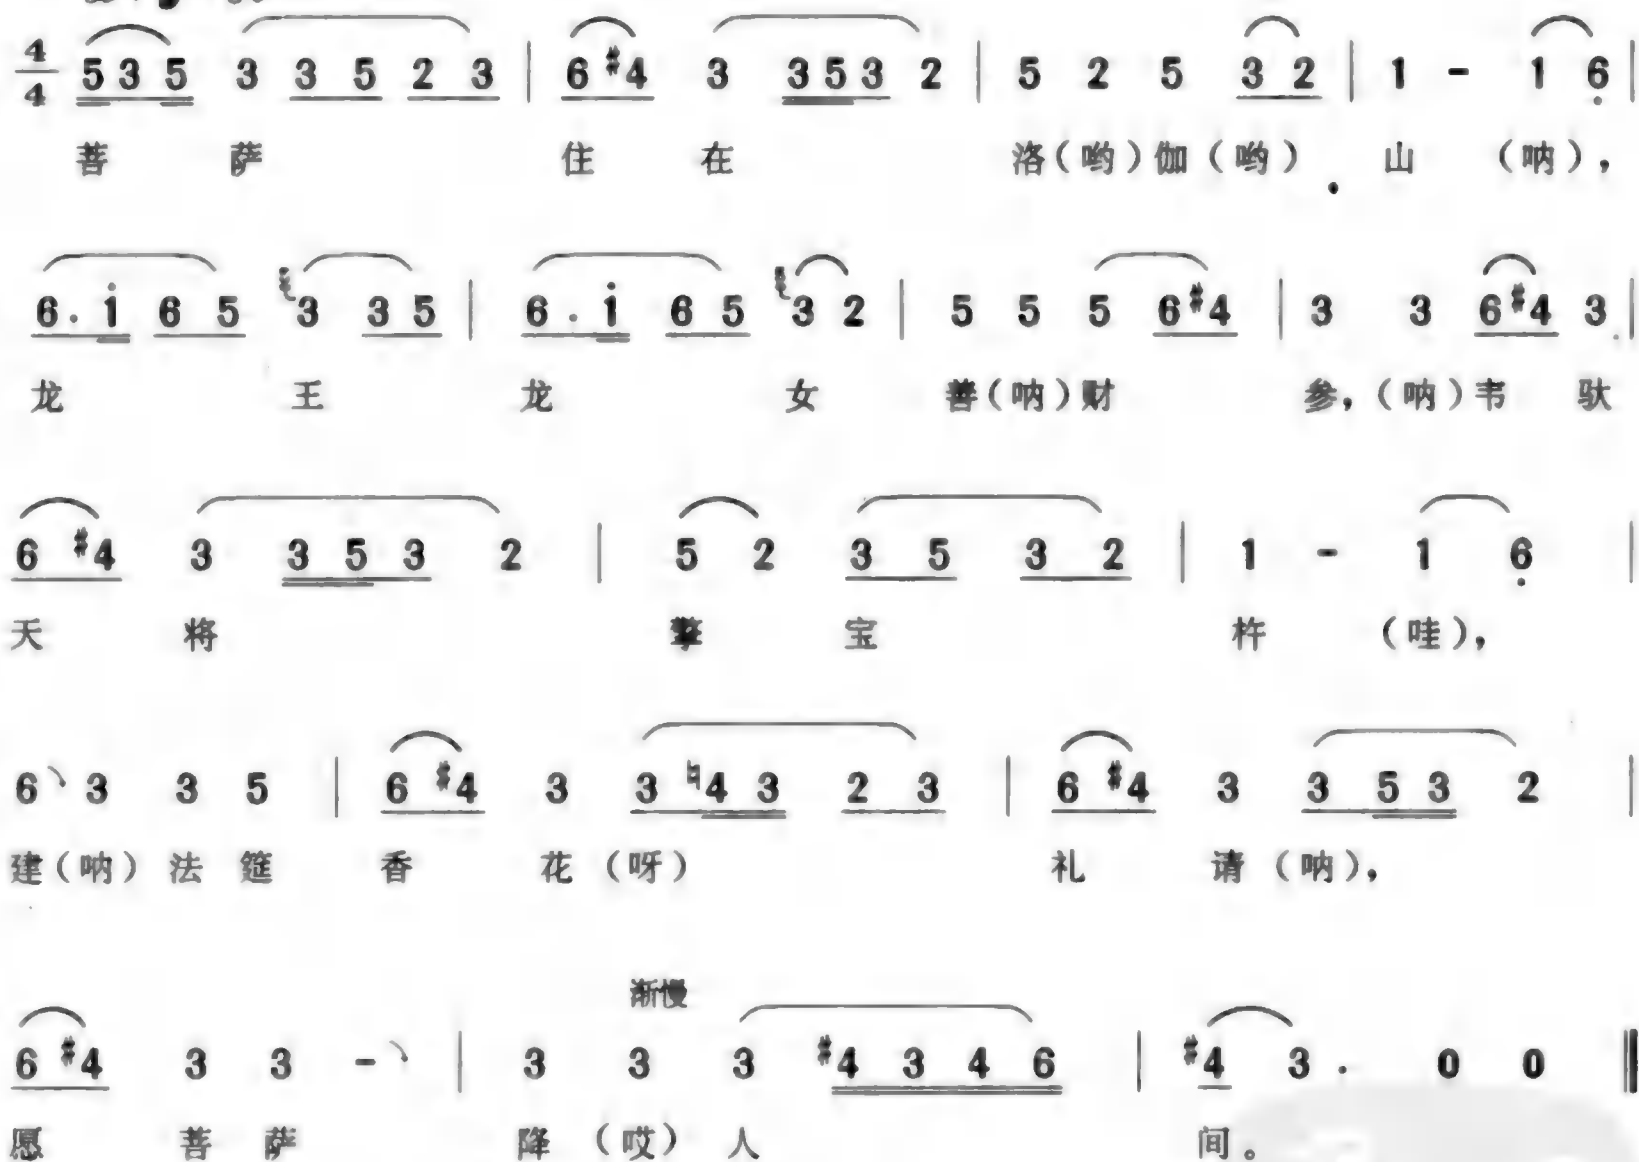 4/4 5 3 5 3 3 5 2 3 | 6 #4 3 3 5 3 2 | 5 2 5 3 2 | 1 - 1 6̣ |
菩 萨 住 在 洛(哟)伽(哟) 山 (呐),
6 . i̇ 6 5 3 3 5 | 6 . i̇ 6 5 3 2 | 5 5 5 6 #4 | 3 3 6 #4 3 |
龙 王 龙 女 善(呐)财 参,(呐)韦 驮
6 #4 3 3 5 3 2 | 5 2 3 5 3 2 | 1 - 1 6̣ |
天 将 擎 宝 杵 (哇),
6 3 3 5 | 6 #4 3 3 ♮4 3 2 3 | 6 #4 3 3 5 3 2 |
建(呐)法 筵 香 花(呀) 礼 请(呐),
渐慢
6 #4 3 3 - | 3 3 3 #4 3 4 6 | #4 3 . 0 0 ‖
愿 菩 萨 降 (哎) 人 间。